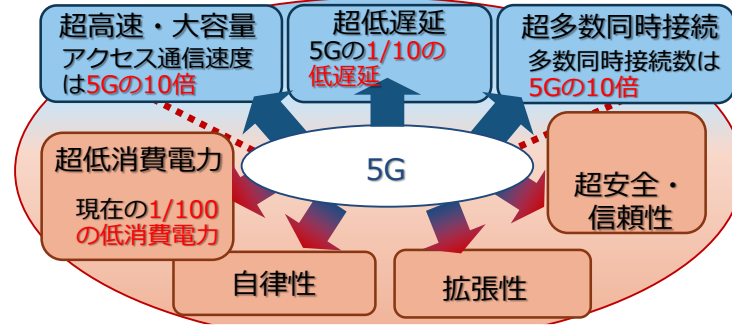 超高速・大容量
アクセス通信速度
は5Gの10倍
超低遅延
5Gの1/10の
低遅延
超多数同時接続
多数同時接続数は
5Gの10倍
5G
超低消費電力
現在の1/100
の低消費電力
超安全・
信頼性
自律性
拡張性